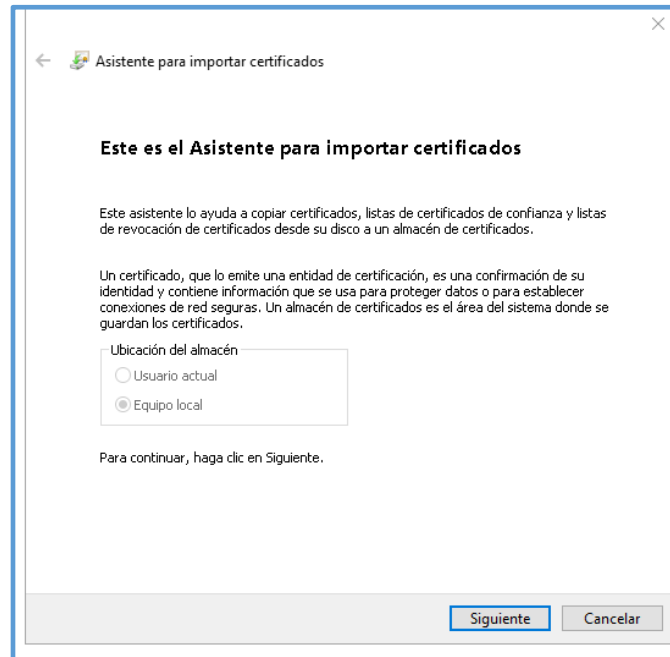 Asistente para importar certificados
Este es el Asistente para importar certificados
Este asistente lo ayuda a copiar certificados, listas de certificados de confianza y listas
de revocación de certificados desde su disco a un almacén de certificados.
Un certificado, que lo emite una entidad de certificación, es una confirmación de su
identidad y contiene información que se usa para proteger datos o para establecer
conexiones de red seguras. Un almacén de certificados es el área del sistema donde se
guardan los certificados.
Ubicación del almacén
Usuario actual
Equipo local
Para continuar, haga clic en Siguiente.
Siguiente
Cancelar